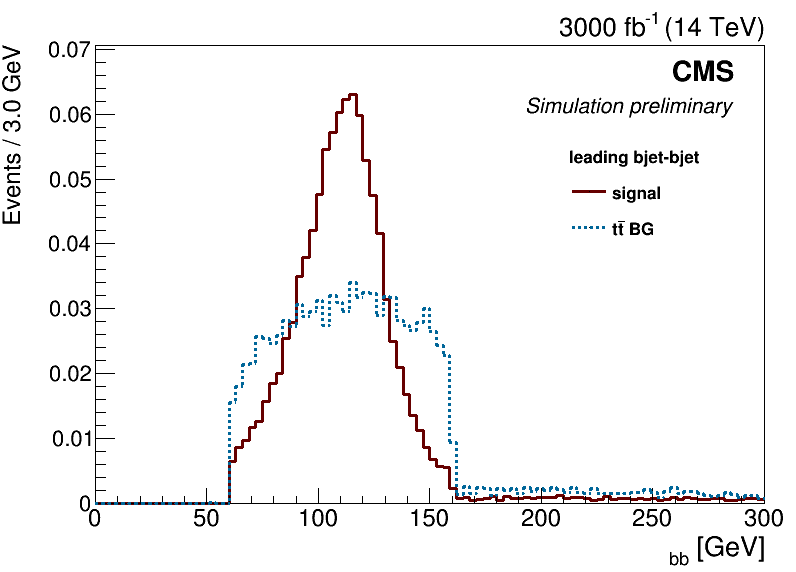 3000 fb⁻¹ (14 TeV)
Events / 3.0 GeV
0.07
0.06
0.05
0.04
0.03
0.02
0.01
0
CMS
Simulation preliminary
leading bjet-bjet
signal
tt̄ BG
0 50 100 150 200 250 300
bb [GeV]